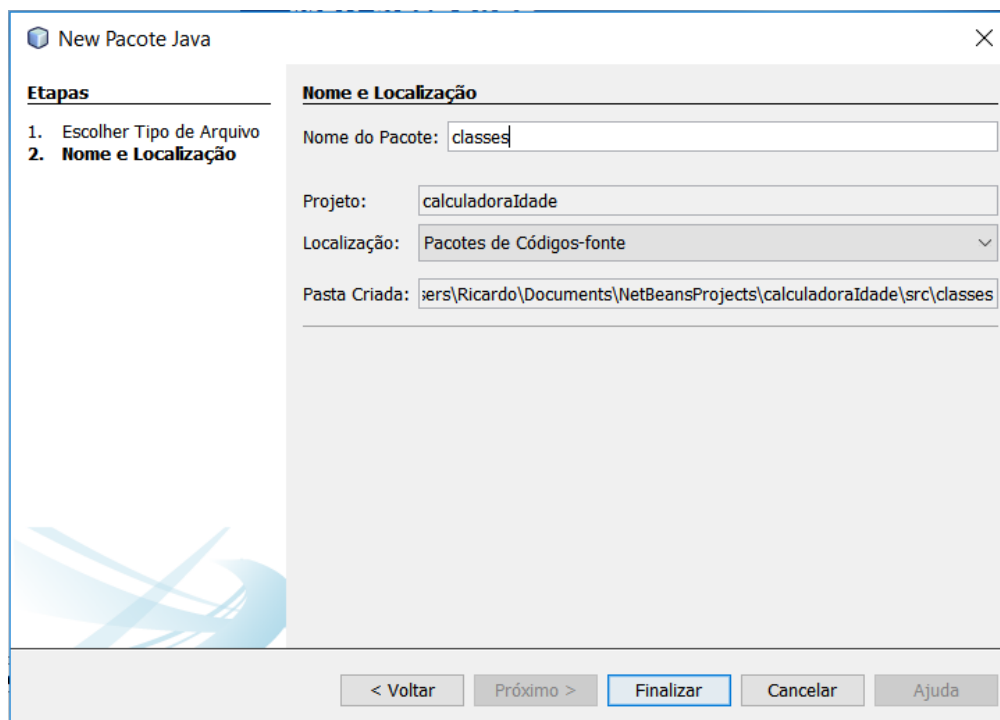 New Pacote Java
Etapas
1. Escolher Tipo de Arquivo
2. Nome e Localização
Nome e Localização
Nome do Pacote: classes
Projeto: calculadoraIdade
Localização: Pacotes de Códigos-fonte
Pasta Criada: sers\Ricardo\Documents\NetBeansProjects\calculadoraIdade\src\classes
< Voltar Próximo > Finalizar Cancelar Ajuda